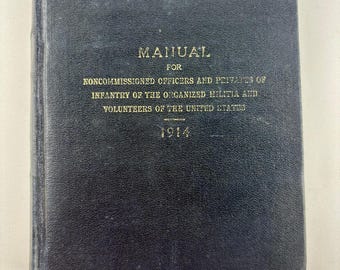 MANUAL
FOR
NONCOMMISSIONED OFFICERS AND PRIVATES OF
INFANTRY OF THE ORGANIZED MILITIA AND
VOLUNTEERS OF THE UNITED STATES
1914